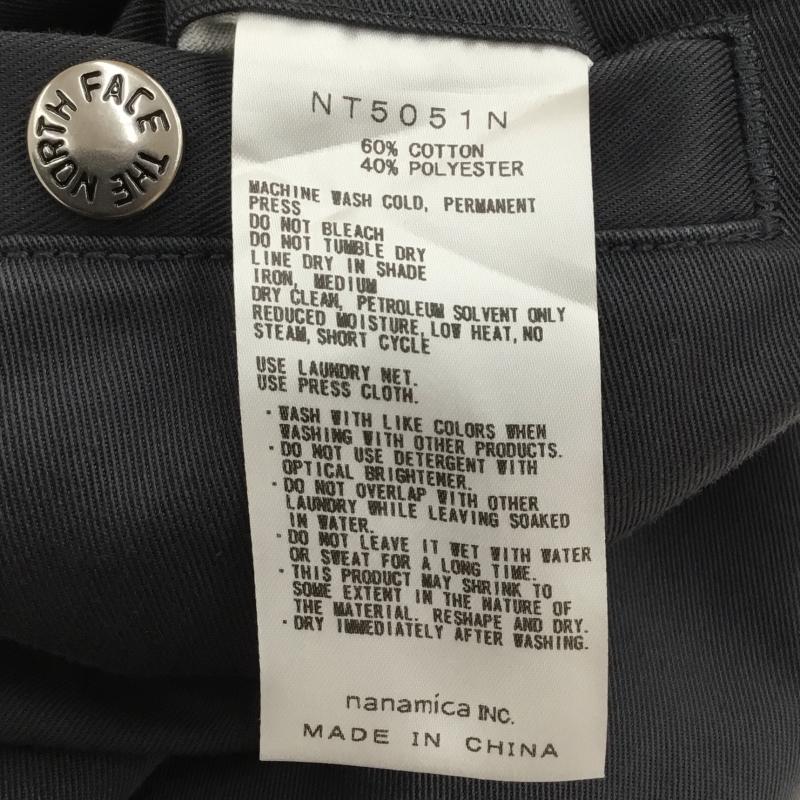 THE NORTH FACE
NT5051N
60% COTTON
40% POLYESTER
MACHINE WASH COLD, PERMANENT
PRESS
DO NOT BLEACH
DO NOT TUMBLE DRY
LINE DRY IN SHADE
IRON, MEDIUM
DRY CLEAN, PETROLEUM SOLVENT ONLY
REDUCED MOISTURE, LOW HEAT, NO
STEAM, SHORT CYCLE
USE LAUNDRY NET.
USE PRESS CLOTH.
・WASH WITH LIKE COLORS WHEN
WASHING WITH OTHER PRODUCTS.
・DO NOT USE DETERGENT WITH
OPTICAL BRIGHTENER.
・DO NOT OVERLAP WITH OTHER
LAUNDRY WHILE LEAVING SOAKED
IN WATER.
・DO NOT LEAVE IT WET WITH WATER
OR SWEAT FOR A LONG TIME.
・THIS PRODUCT MAY SHRINK TO
SOME EXTENT IN THE NATURE OF
THE MATERIAL. RESHAPE AND DRY.
・DRY IMMEDIATELY AFTER WASHING.
nanamica INC.
MADE IN CHINA